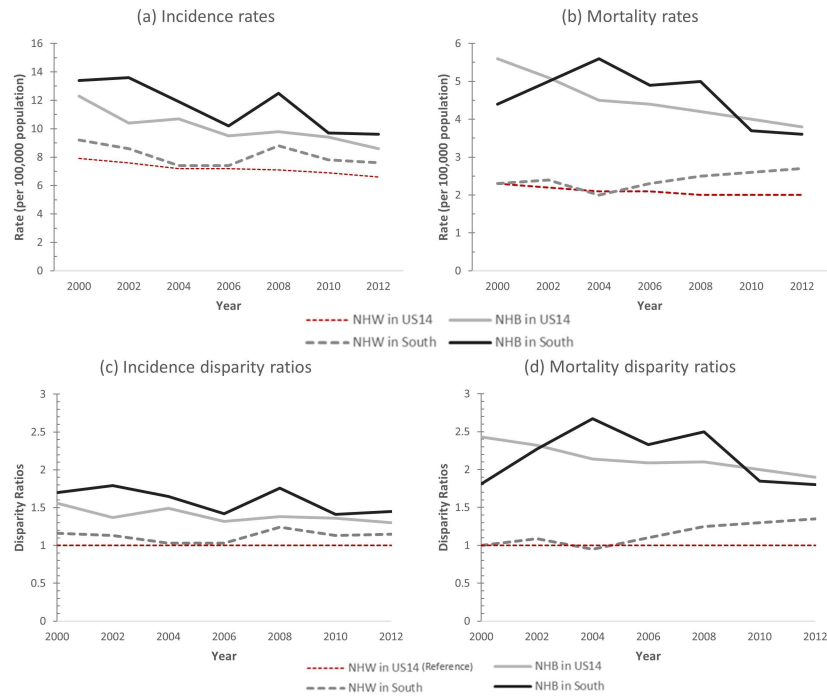 (a) Incidence rates
Rate (per 100,000 population)
16
14
12
10
8
6
4
2
0
2000 2002 2004 2006 2008 2010 2012
Year
(b) Mortality rates
Rate (per 100,000 population)
6
5
4
3
2
1
0
2000 2002 2004 2006 2008 2010 2012
Year
NHW in US14 NHB in US14
NHW in South NHB in South
(c) Incidence disparity ratios
Disparity Ratios
3
2.5
2
1.5
1
0.5
0
2000 2002 2004 2006 2008 2010 2012
Year
(d) Mortality disparity ratios
Disparity Ratios
3
2.5
2
1.5
1
0.5
0
2000 2002 2004 2006 2008 2010 2012
Year
NHW in US14 (Reference) NHB in US14
NHW in South NHB in South